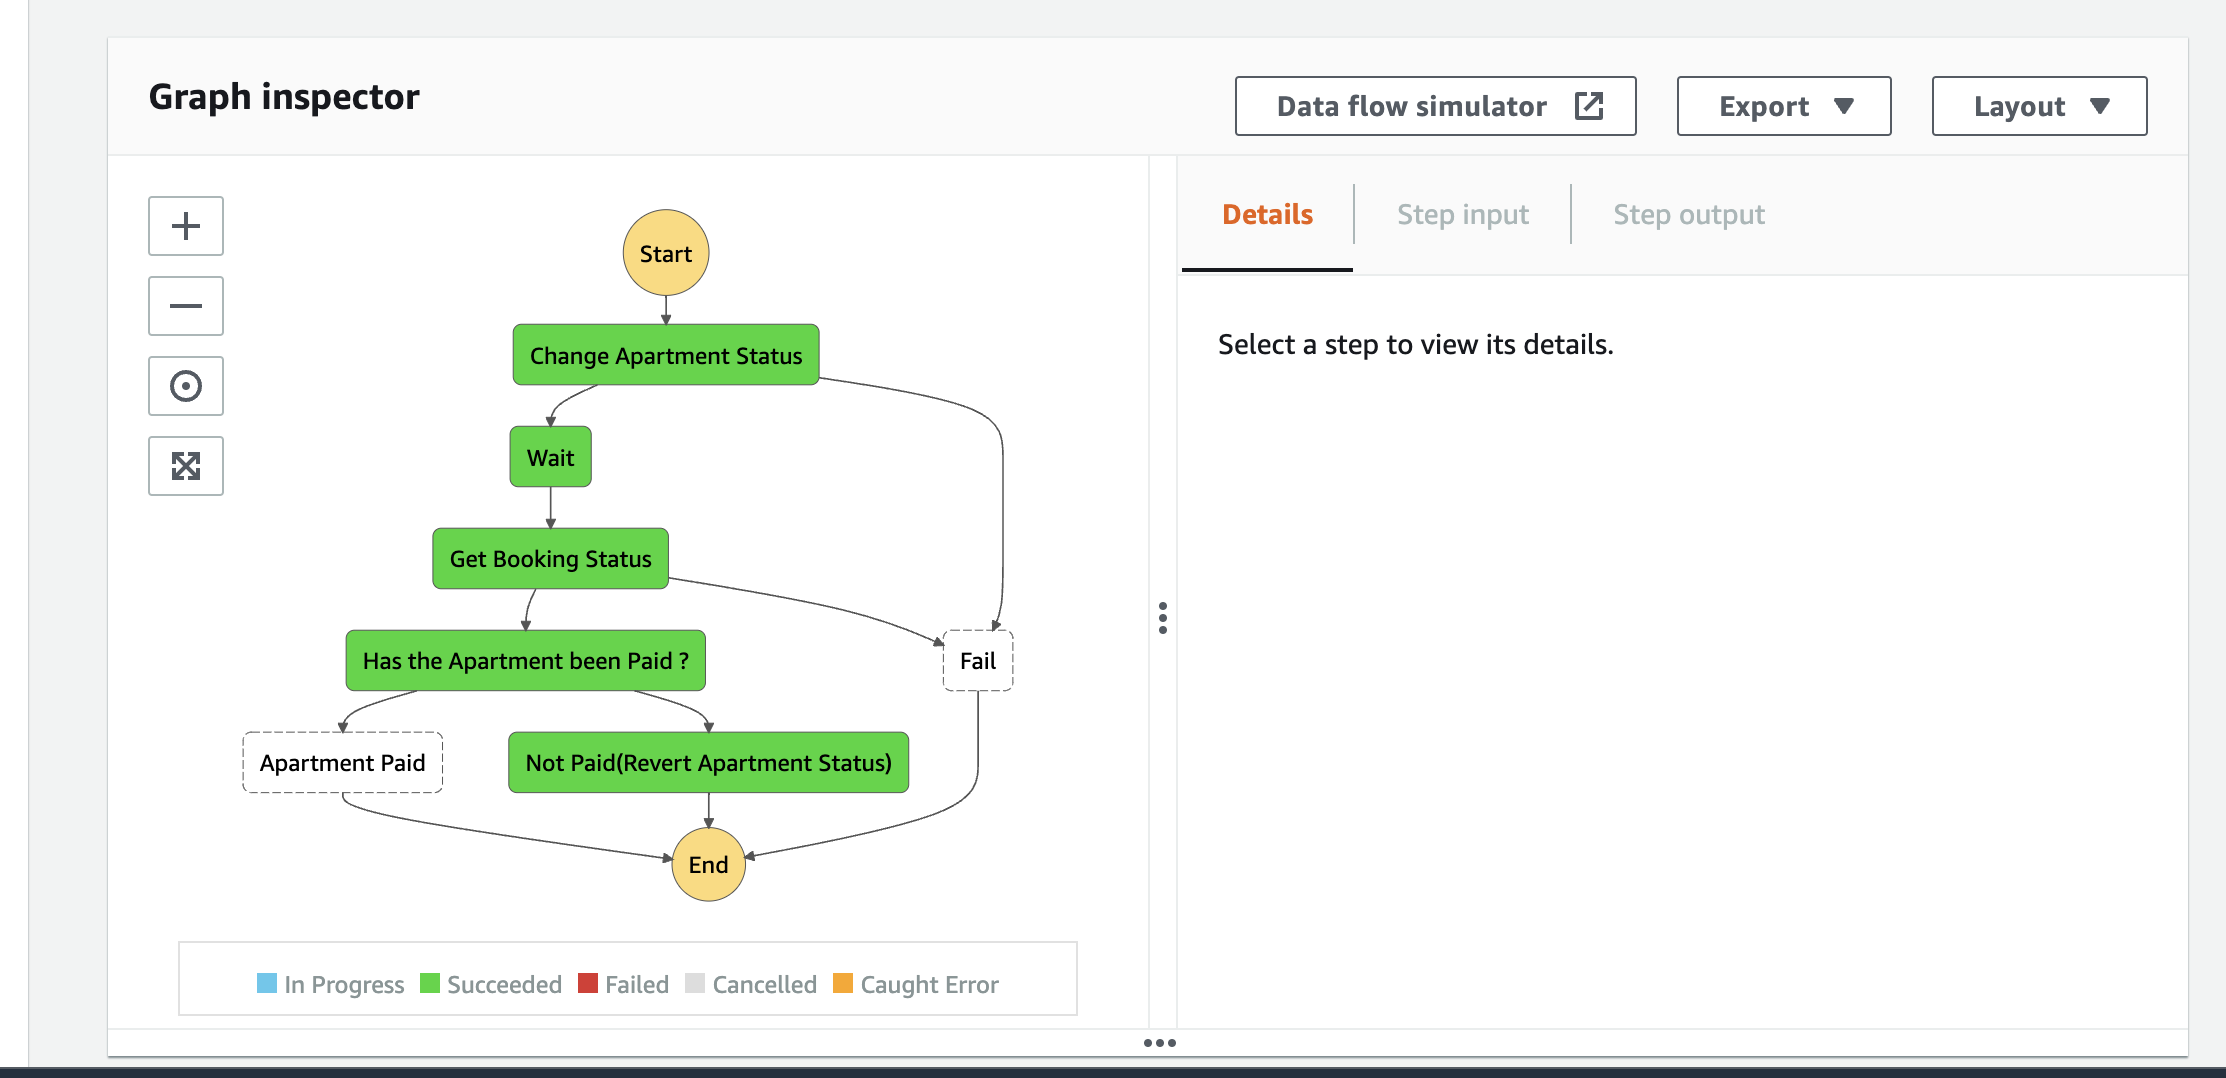 Graph inspector
Data flow simulator
Export
Layout
Details
Step input
Step output
Select a step to view its details.
Start
Change Apartment Status
Wait
Get Booking Status
Has the Apartment been Paid ?
Fail
Apartment Paid
Not Paid(Revert Apartment Status)
End
In Progress Succeeded Failed Cancelled Caught Error